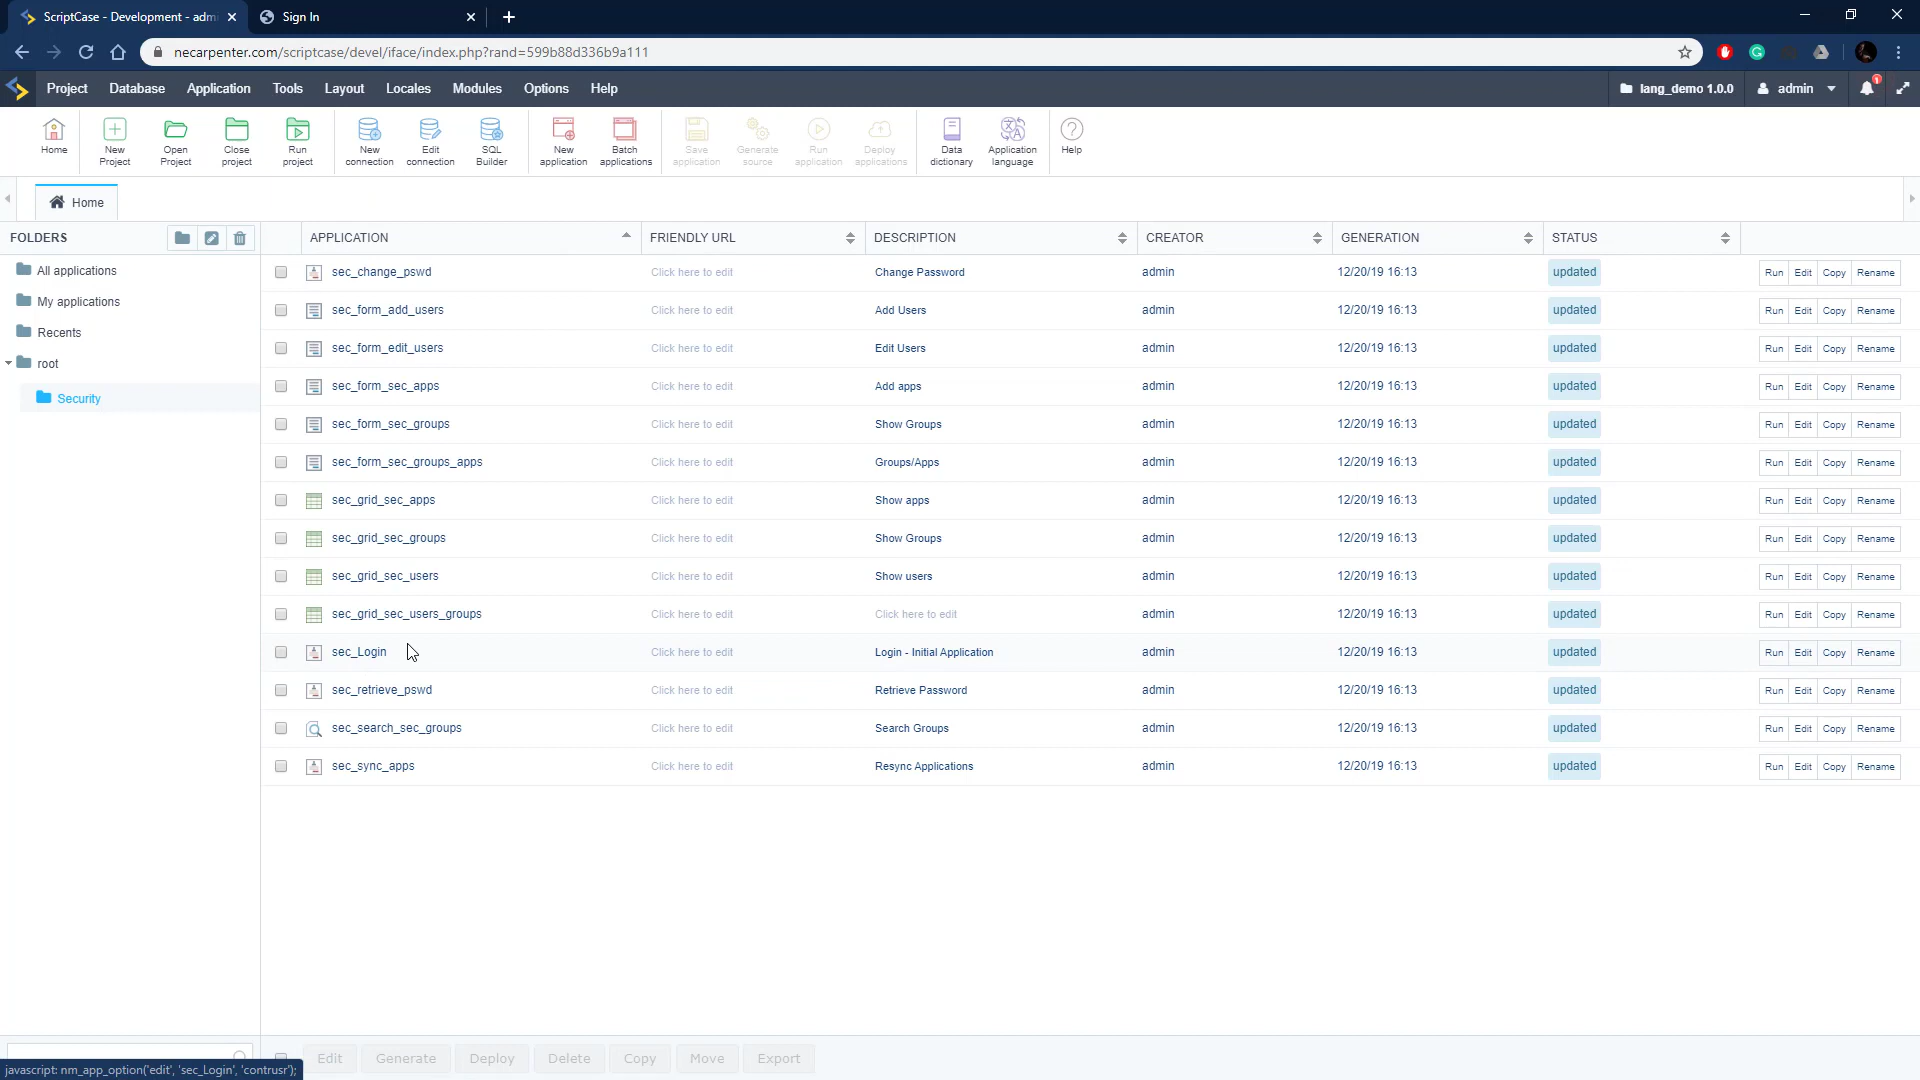 ScriptCase - Development - admi
Sign In
necarpenter.com/scriptcase/devel/iface/index.php?rand=599b88d336b9a111
Project Database Application Tools Layout Locales Modules Options Help lang_demo 1.0.0 admin 1
Home
New Project
Open Project
Close project
Run project
New connection
Edit connection
SQL Builder
New application
Batch applications
Save application
Generate source
Run application
Deploy applications
Data dictionary
Application language
Help
Home
FOLDERS
All applications
My applications
Recents
root
Security
APPLICATION FRIENDLY URL DESCRIPTION CREATOR GENERATION STATUS
sec_change_pswd Click here to edit Change Password admin 12/20/19 16:13 updated Run Edit Copy Rename
sec_form_add_users Click here to edit Add Users admin 12/20/19 16:13 updated Run Edit Copy Rename
sec_form_edit_users Click here to edit Edit Users admin 12/20/19 16:13 updated Run Edit Copy Rename
sec_form_sec_apps Click here to edit Add apps admin 12/20/19 16:13 updated Run Edit Copy Rename
sec_form_sec_groups Click here to edit Show Groups admin 12/20/19 16:13 updated Run Edit Copy Rename
sec_form_sec_groups_apps Click here to edit Groups/Apps admin 12/20/19 16:13 updated Run Edit Copy Rename
sec_grid_sec_apps Click here to edit Show apps admin 12/20/19 16:13 updated Run Edit Copy Rename
sec_grid_sec_groups Click here to edit Show Groups admin 12/20/19 16:13 updated Run Edit Copy Rename
sec_grid_sec_users Click here to edit Show users admin 12/20/19 16:13 updated Run Edit Copy Rename
sec_grid_sec_users_groups Click here to edit Click here to edit admin 12/20/19 16:13 updated Run Edit Copy Rename
sec_Login Click here to edit Login - Initial Application admin 12/20/19 16:13 updated Run Edit Copy Rename
sec_retrieve_pswd Click here to edit Retrieve Password admin 12/20/19 16:13 updated Run Edit Copy Rename
sec_search_sec_groups Click here to edit Search Groups admin 12/20/19 16:13 updated Run Edit Copy Rename
sec_sync_apps Click here to edit Resync Applications admin 12/20/19 16:13 updated Run Edit Copy Rename
Edit Generate Deploy Delete Copy Move Export
javascript: nm_app_option('edit', 'sec_Login', 'contrusr');